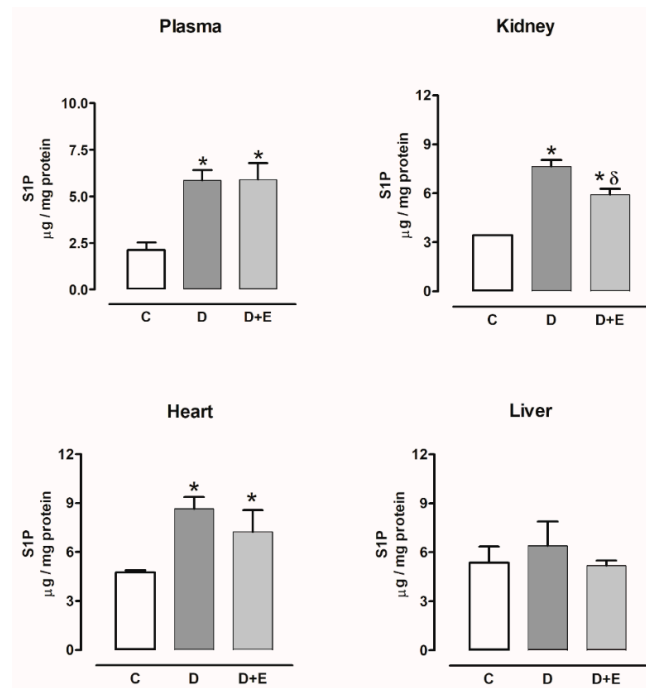 Plasma
S1P
µg / mg protein
10.0
7.5
5.0
2.5
0.0
*
*
C D D+E
Kidney
S1P
µg / mg protein
12
9
6
3
0
*
* δ
C D D+E
Heart
S1P
µg / mg protein
12
9
6
3
0
*
*
C D D+E
Liver
S1P
µg / mg protein
12
9
6
3
0
C D D+E